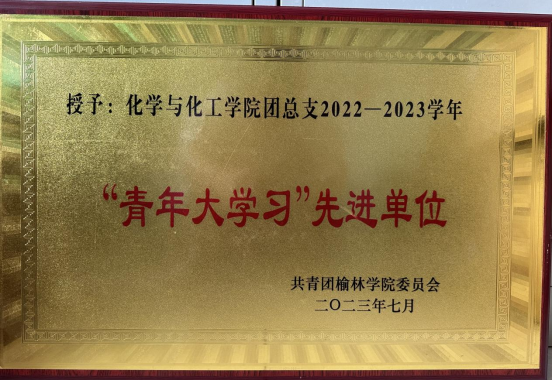 授予：化学与化工学院团总支2022—2023学年
“青年大学习”先进单位
共青团榆林学院委员会
二〇二三年七月